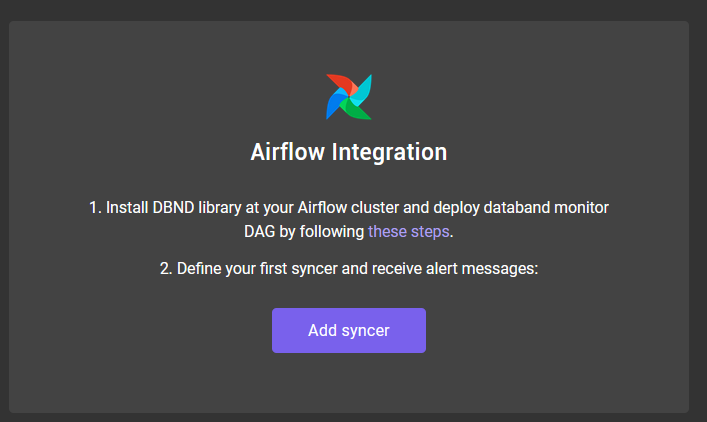 Airflow Integration
1. Install DBND library at your Airflow cluster and deploy databand monitor
DAG by following these steps.
2. Define your first syncer and receive alert messages:
Add syncer